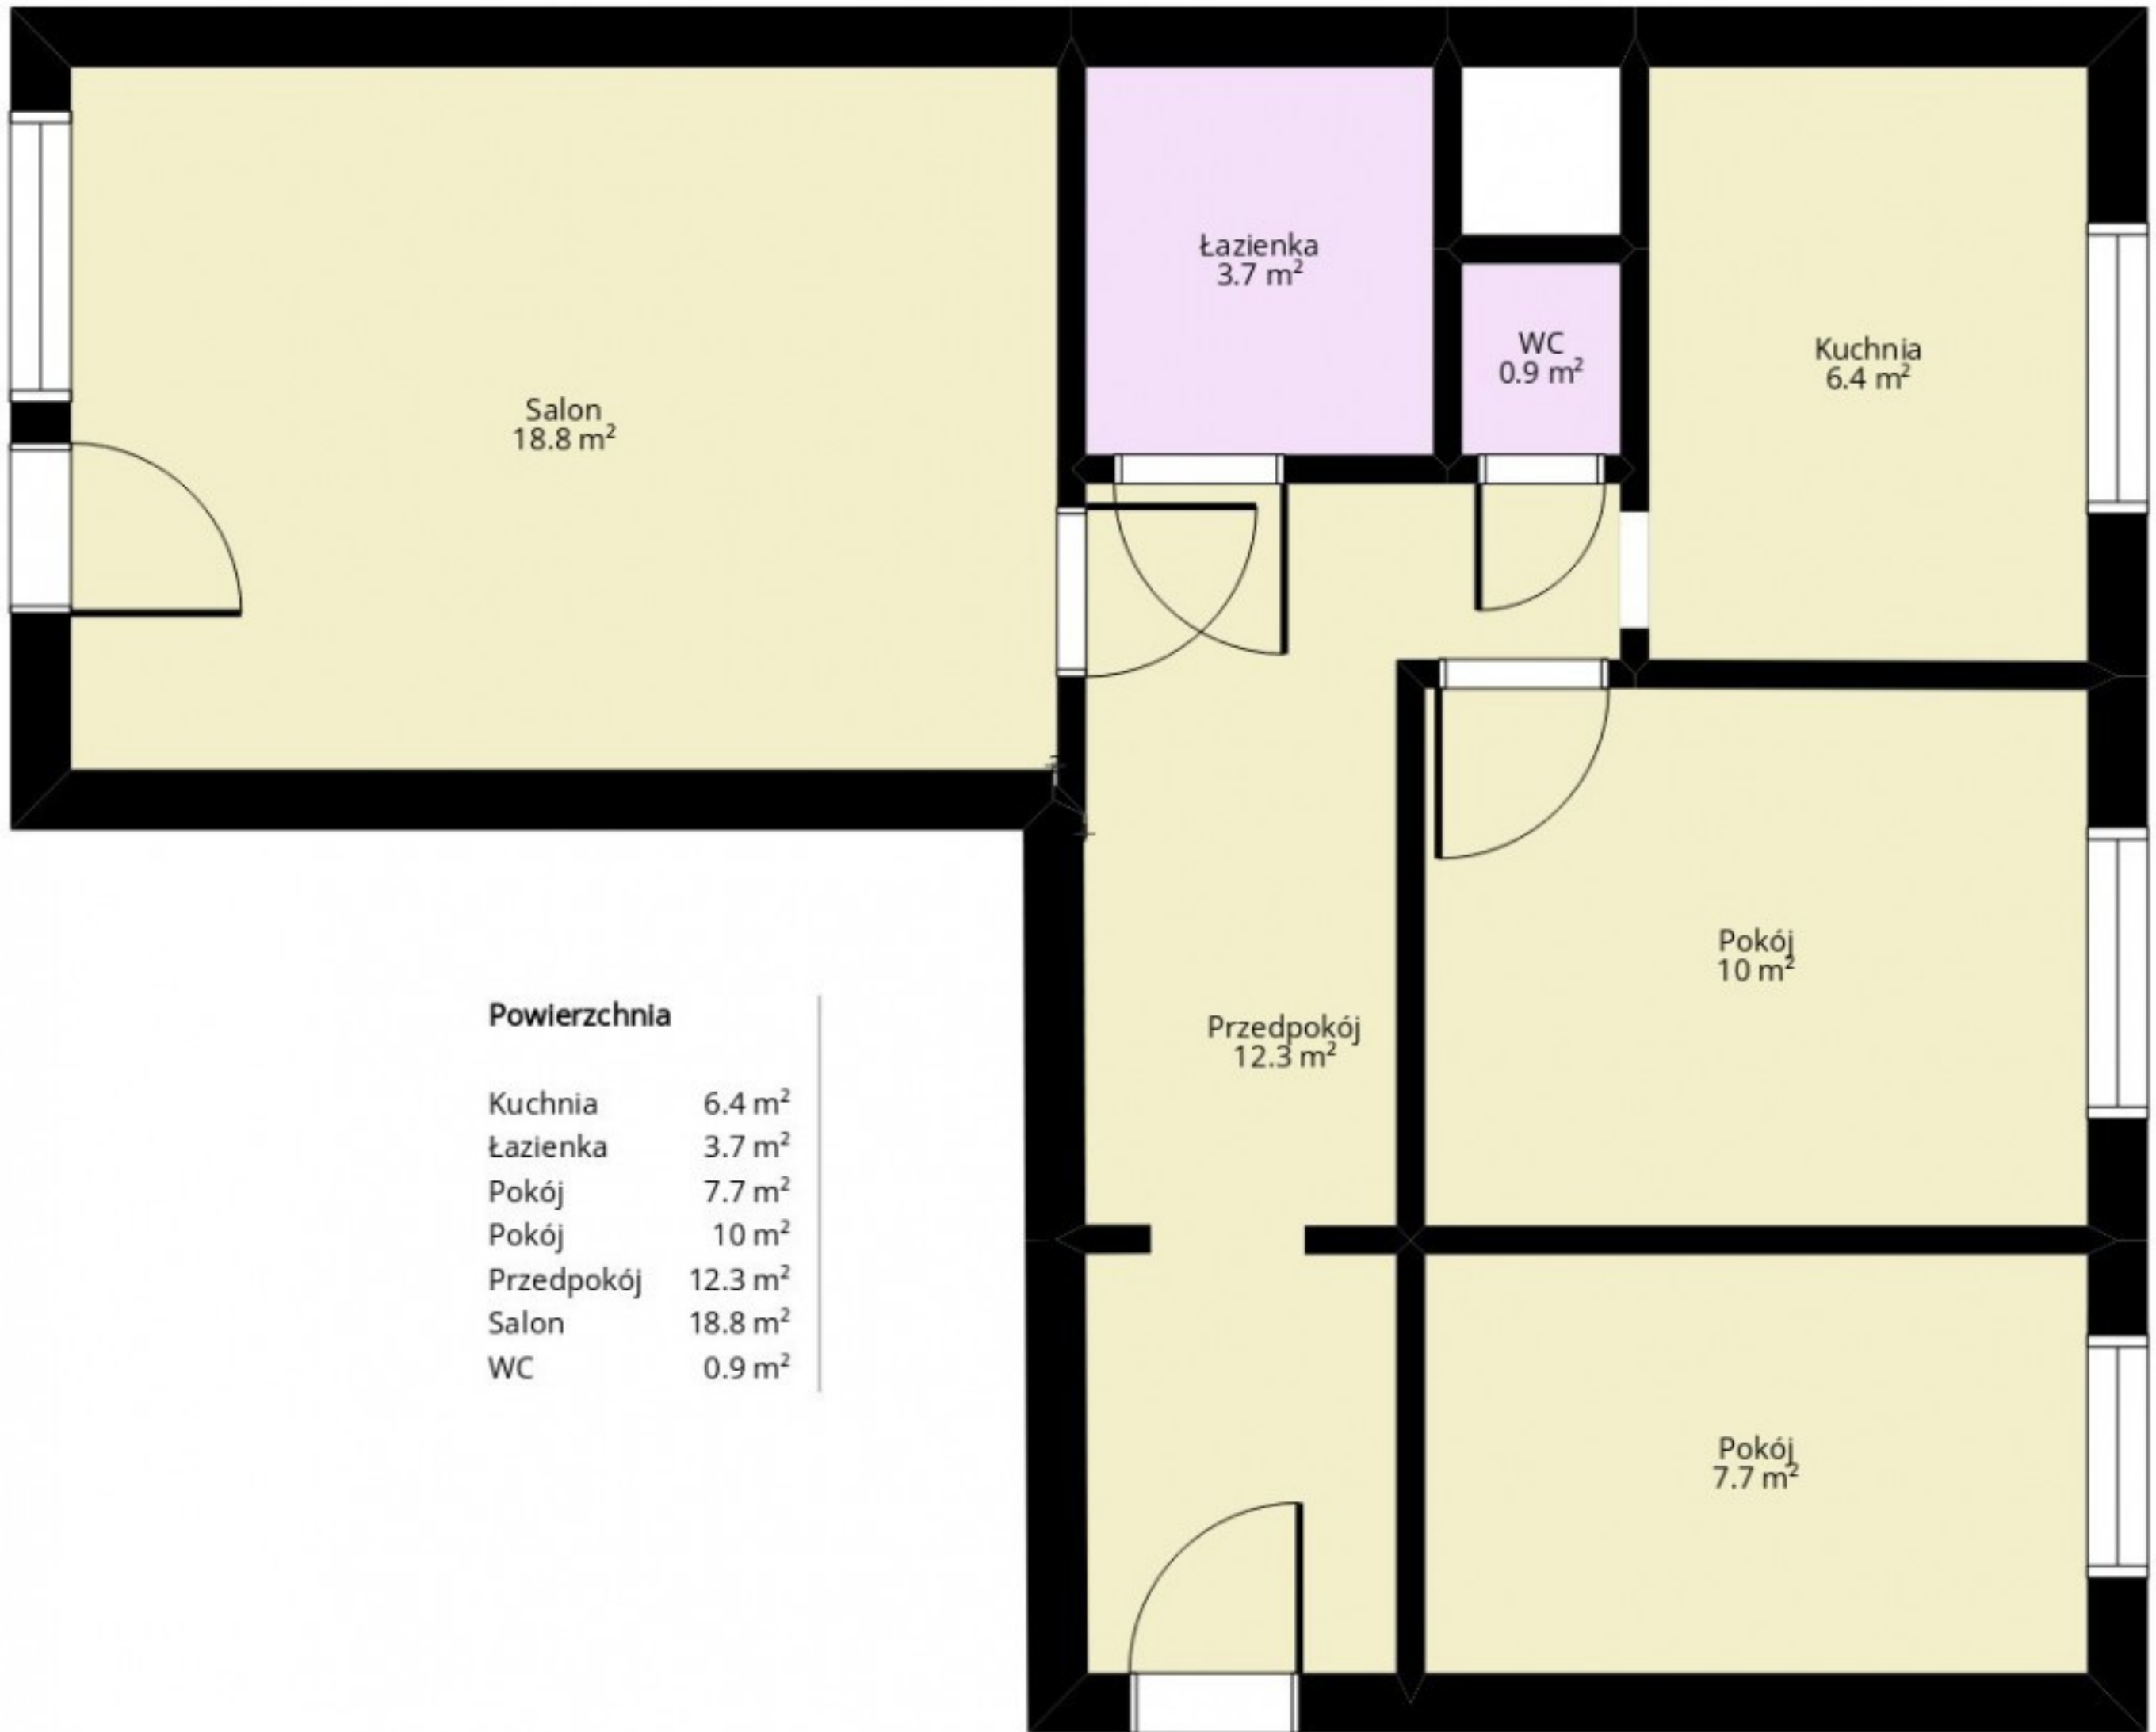 Łazienka
3.7 m²
WC
0.9 m²
Kuchnia
6.4 m²
Salon
18.8 m²
Pokój
10 m²
Przedpokój
12.3 m²
Powierzchnia
Kuchnia 6.4 m²
Łazienka 3.7 m²
Pokój 7.7 m²
Pokój 10 m²
Przedpokój 12.3 m²
Salon 18.8 m²
WC 0.9 m²
Pokój
7.7 m²